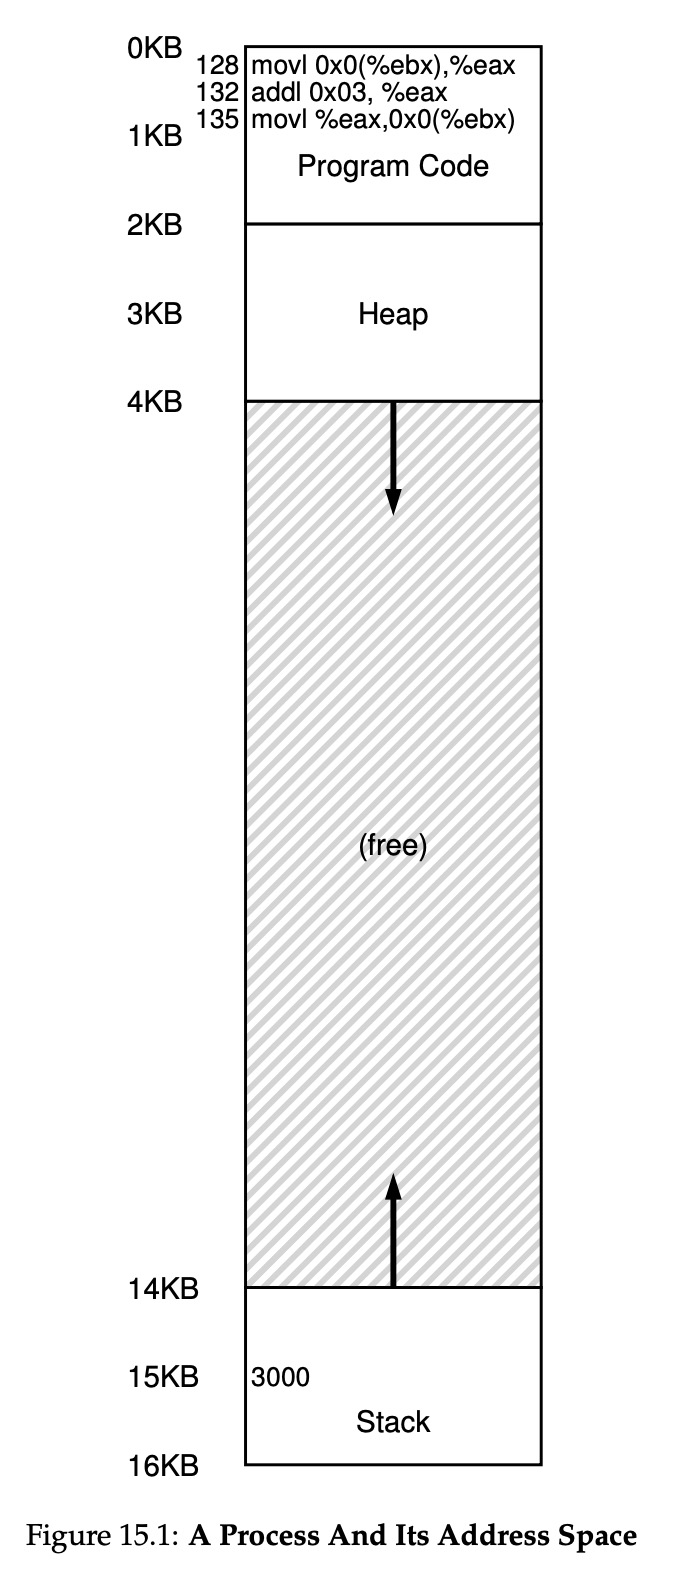 0KB
128 movl 0x0(%ebx),%eax
132 addl 0x03, %eax
135 movl %eax,0x0(%ebx)
1KB
Program Code
2KB
3KB Heap
4KB
(free)
14KB
15KB 3000
Stack
16KB
Figure 15.1: A Process And Its Address Space